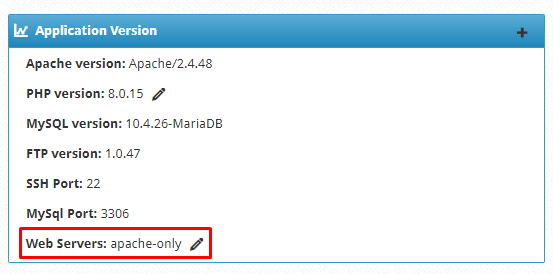 Application Version
Apache version: Apache/2.4.48
PHP version: 8.0.15
MySQL version: 10.4.26-MariaDB
FTP version: 1.0.47
SSH Port: 22
MySql Port: 3306
Web Servers: apache-only